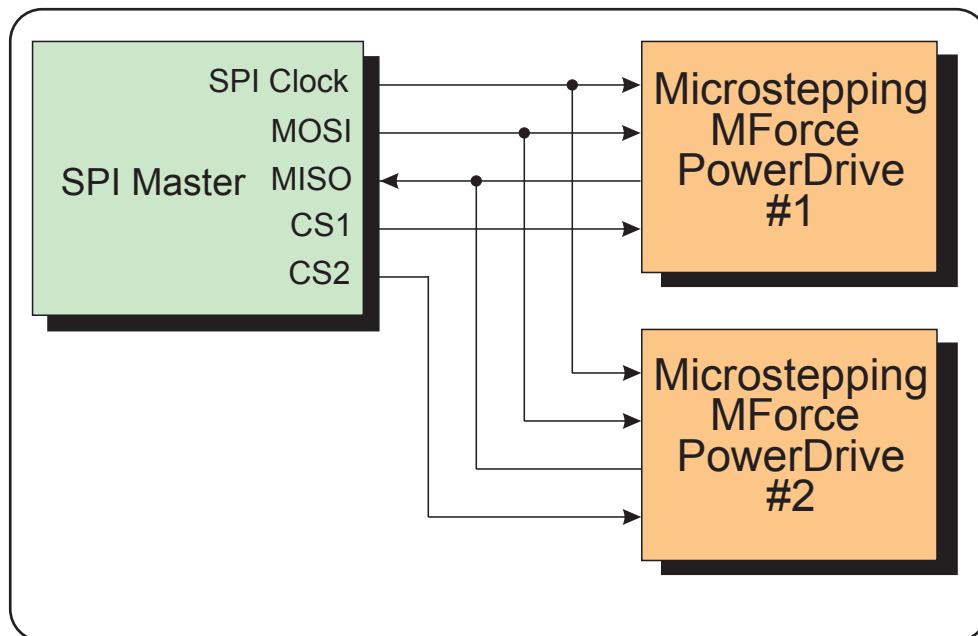 SPI Master
SPI Clock
MOSI
MISO
CS1
CS2
Microstepping
MForce
PowerDrive
#1
Microstepping
MForce
PowerDrive
#2